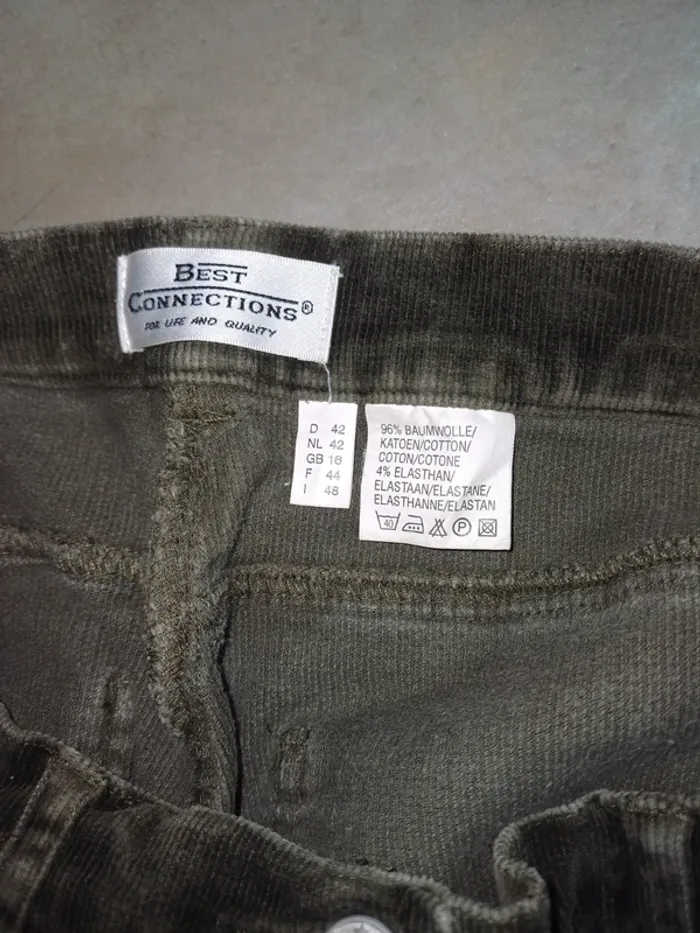 BEST
CONNECTIONS®
FOR LIFE AND QUALITY
D 42
NL 42
GB 16
F 44
I 48
96% BAUMWOLLE/
KATOEN/COTTON/
COTON/COTONE
4% ELASTHAN/
ELASTAAN/ELASTANE/
ELASTHANNE/ELASTAN
40 P